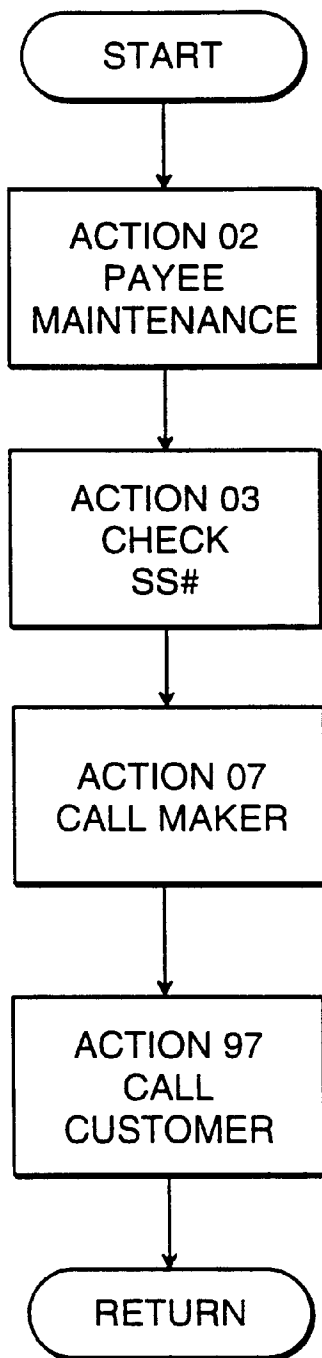 START
ACTION 02
PAYEE
MAINTENANCE
ACTION 03
CHECK
SS#
ACTION 07
CALL MAKER
ACTION 97
CALL
CUSTOMER
RETURN